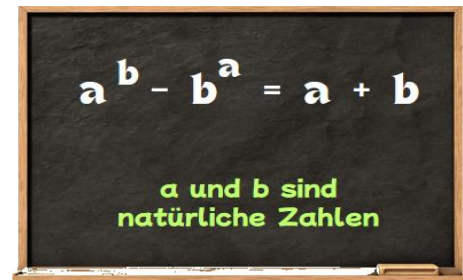 a^b − b^a = a + b
a und b sind
natürliche Zahlen